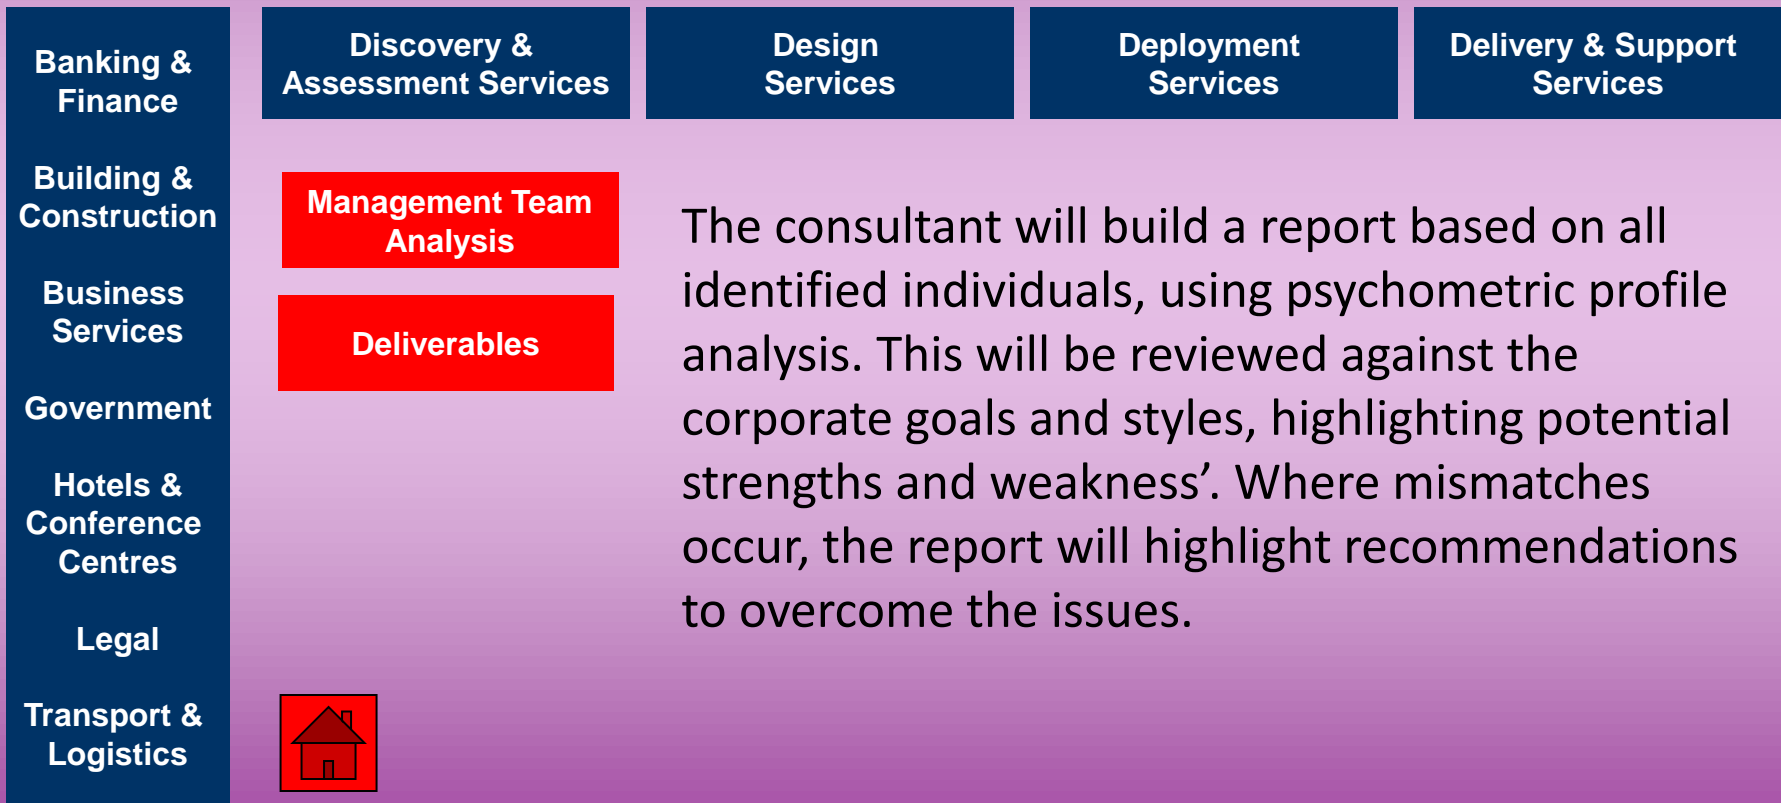 Banking &
Finance
Building &
Construction
Business
Services
Government
Hotels &
Conference
Centres
Legal
Transport &
Logistics
Discovery &
Assessment Services
Design
Services
Deployment
Services
Delivery & Support
Services
Management Team
Analysis
Deliverables
The consultant will build a report based on all
identified individuals, using psychometric profile
analysis. This will be reviewed against the
corporate goals and styles, highlighting potential
strengths and weakness’. Where mismatches
occur, the report will highlight recommendations
to overcome the issues.